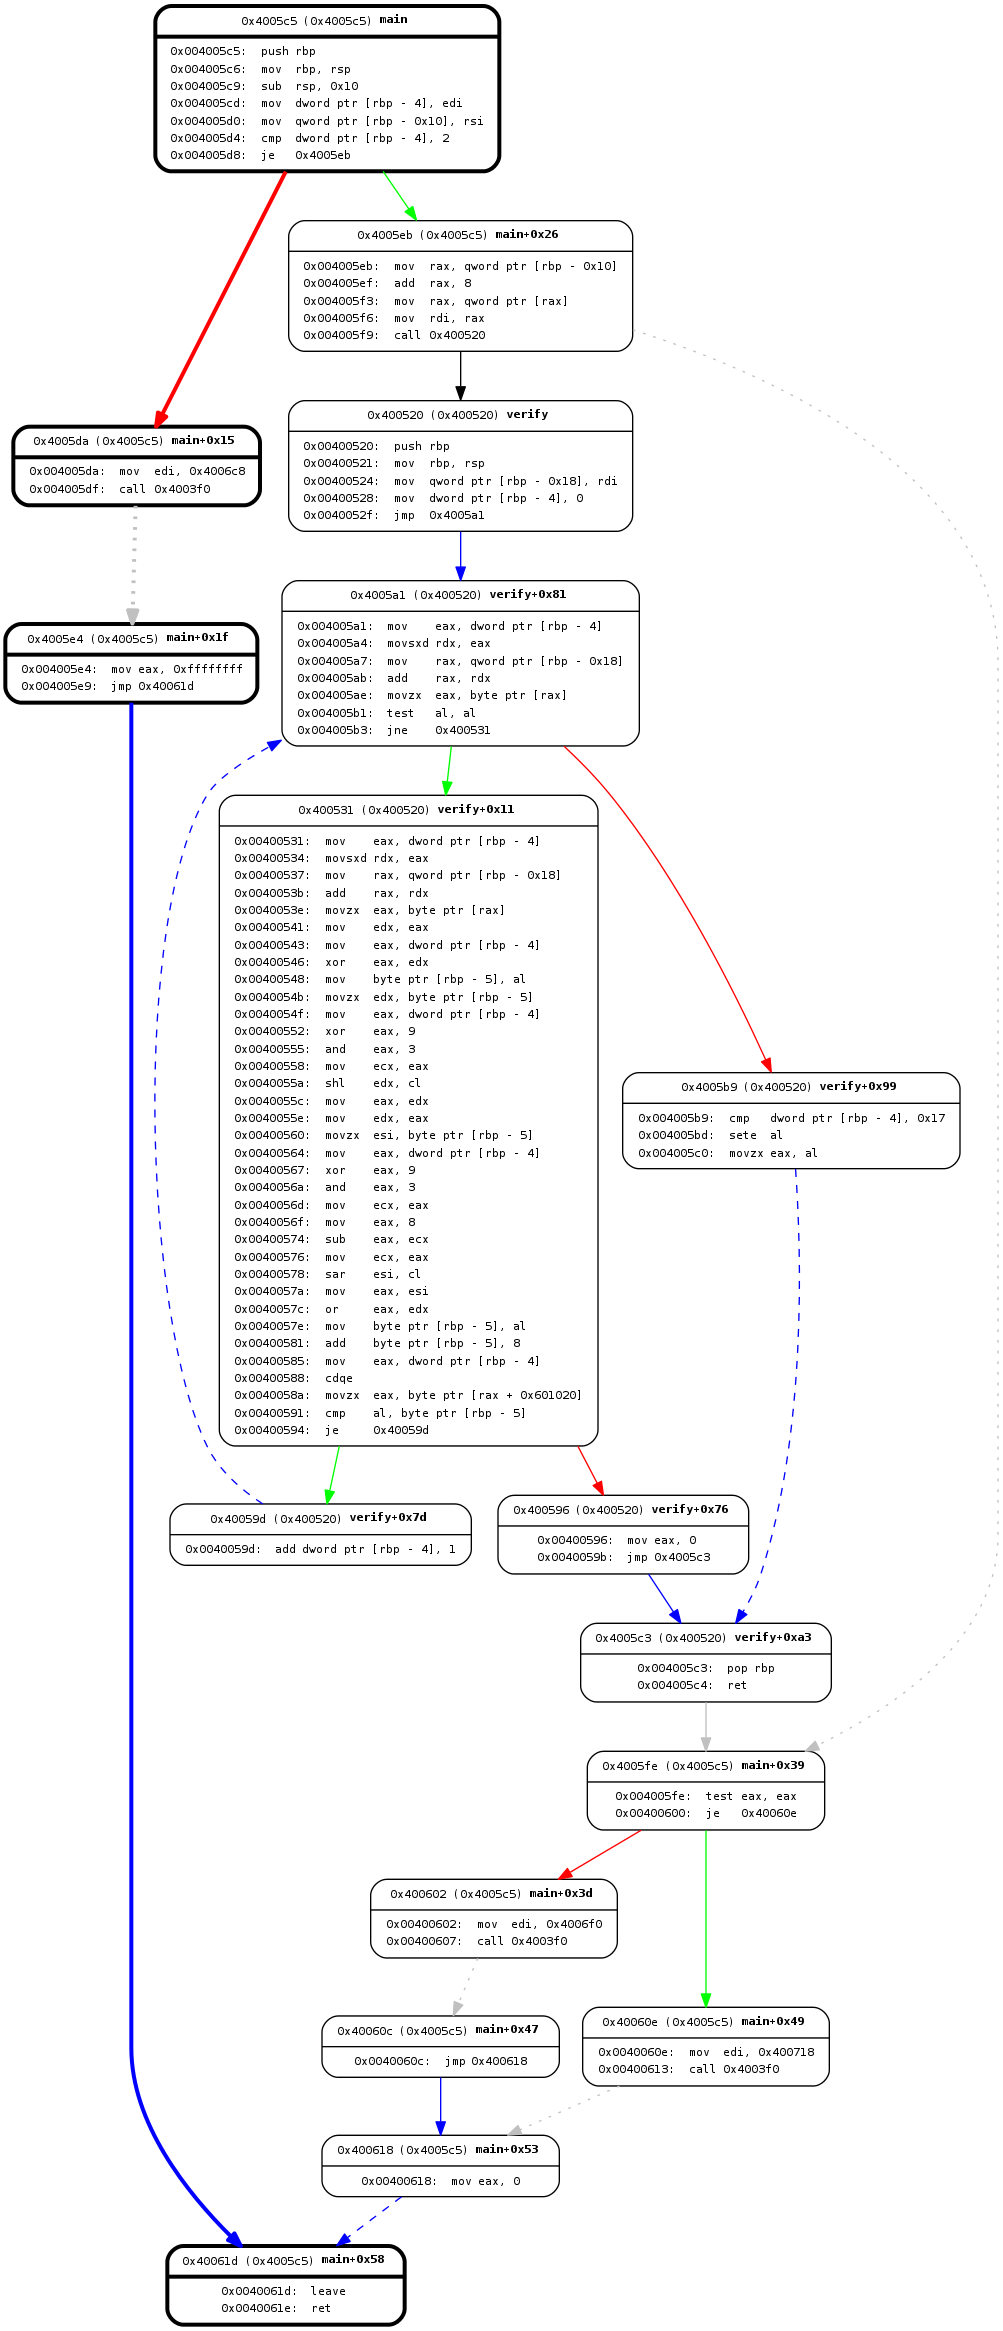 0x4005c5 (0x4005c5) main
0x004005c5: push rbp
0x004005c6: mov rbp, rsp
0x004005c9: sub rsp, 0x10
0x004005cd: mov dword ptr [rbp - 4], edi
0x004005d0: mov qword ptr [rbp - 0x10], rsi
0x004005d4: cmp dword ptr [rbp - 4], 2
0x004005d8: je 0x4005eb
0x4005eb (0x4005c5) main+0x26
0x004005eb: mov rax, qword ptr [rbp - 0x10]
0x004005ef: add rax, 8
0x004005f3: mov rax, qword ptr [rax]
0x004005f6: mov rdi, rax
0x004005f9: call 0x400520
0x400520 (0x400520) verify
0x00400520: push rbp
0x00400521: mov rbp, rsp
0x00400524: mov qword ptr [rbp - 0x18], rdi
0x00400528: mov dword ptr [rbp - 4], 0
0x0040052f: jmp 0x4005a1
0x4005da (0x4005c5) main+0x15
0x004005da: mov edi, 0x4006c8
0x004005df: call 0x4003f0
0x4005e4 (0x4005c5) main+0x1f
0x004005e4: mov eax, 0xffffffff
0x004005e9: jmp 0x40061d
0x4005a1 (0x400520) verify+0x81
0x004005a1: mov eax, dword ptr [rbp - 4]
0x004005a4: movsxd rdx, eax
0x004005a7: mov rax, qword ptr [rbp - 0x18]
0x004005ab: add rax, rdx
0x004005ae: movzx eax, byte ptr [rax]
0x004005b1: test al, al
0x004005b3: jne 0x400531
0x400531 (0x400520) verify+0x11
0x00400531: mov eax, dword ptr [rbp - 4]
0x00400534: movsxd rdx, eax
0x00400537: mov rax, qword ptr [rbp - 0x18]
0x0040053b: add rax, rdx
0x0040053e: movzx eax, byte ptr [rax]
0x00400541: mov edx, eax
0x00400543: mov eax, dword ptr [rbp - 4]
0x00400546: xor eax, edx
0x00400548: mov byte ptr [rbp - 5], al
0x0040054b: movzx edx, byte ptr [rbp - 5]
0x0040054f: mov eax, dword ptr [rbp - 4]
0x00400552: xor eax, 9
0x00400555: and eax, 3
0x00400558: mov ecx, eax
0x0040055a: shl edx, cl
0x0040055c: mov eax, edx
0x0040055e: mov edx, eax
0x00400560: movzx esi, byte ptr [rbp - 5]
0x00400564: mov eax, dword ptr [rbp - 4]
0x00400567: xor eax, 9
0x0040056a: and eax, 3
0x0040056d: mov ecx, eax
0x0040056f: mov eax, 8
0x00400574: sub eax, ecx
0x00400576: mov ecx, eax
0x00400578: sar esi, cl
0x0040057a: mov eax, esi
0x0040057c: or eax, edx
0x0040057e: mov byte ptr [rbp - 5], al
0x00400581: add byte ptr [rbp - 5], 8
0x00400585: mov eax, dword ptr [rbp - 4]
0x00400588: cdqe
0x0040058a: movzx eax, byte ptr [rax + 0x601020]
0x00400591: cmp al, byte ptr [rbp - 5]
0x00400594: je 0x40059d
0x4005b9 (0x400520) verify+0x99
0x004005b9: cmp dword ptr [rbp - 4], 0x17
0x004005bd: sete al
0x004005c0: movzx eax, al
0x40059d (0x400520) verify+0x7d
0x0040059d: add dword ptr [rbp - 4], 1
0x400596 (0x400520) verify+0x76
0x00400596: mov eax, 0
0x0040059b: jmp 0x4005c3
0x4005c3 (0x400520) verify+0xa3
0x004005c3: pop rbp
0x004005c4: ret
0x4005fe (0x4005c5) main+0x39
0x004005fe: test eax, eax
0x00400600: je 0x40060e
0x400602 (0x4005c5) main+0x3d
0x00400602: mov edi, 0x4006f0
0x00400607: call 0x4003f0
0x40060c (0x4005c5) main+0x47
0x0040060c: jmp 0x400618
0x40060e (0x4005c5) main+0x49
0x0040060e: mov edi, 0x400718
0x00400613: call 0x4003f0
0x400618 (0x4005c5) main+0x53
0x00400618: mov eax, 0
0x40061d (0x4005c5) main+0x58
0x0040061d: leave
0x0040061e: ret